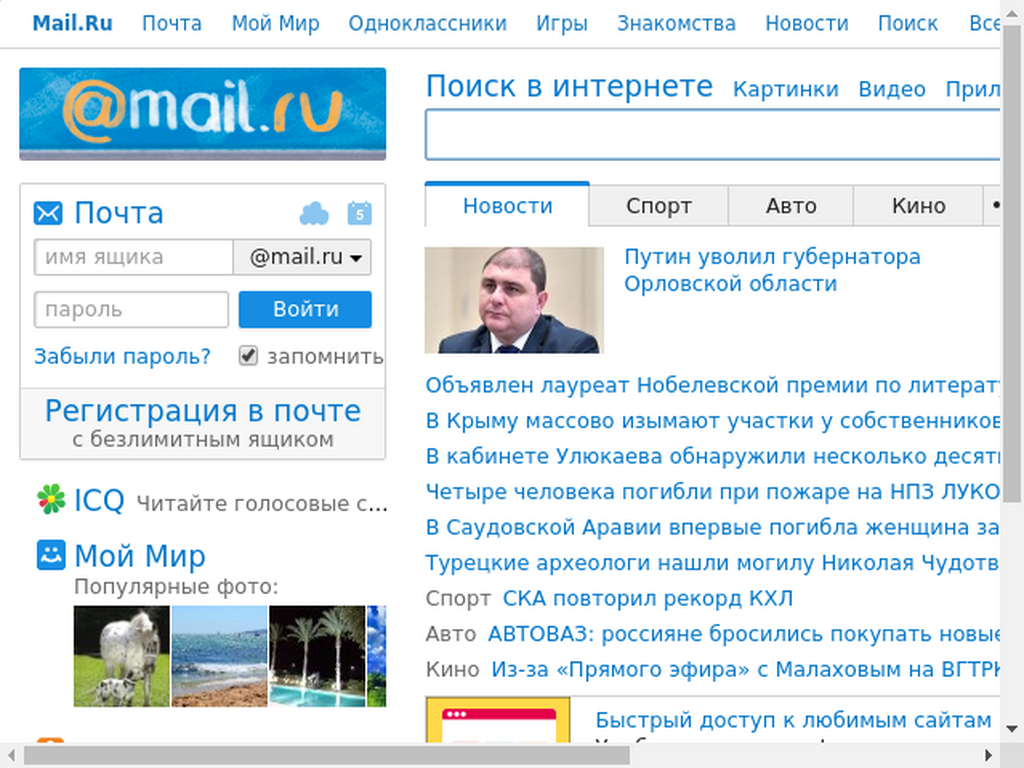 Mail.Ru Почта Мой Мир Одноклассники Игры Знакомства Новости Поиск Все
@mail.ru
Поиск в интернете Картинки Видео
Почта 5
имя ящика @mail.ru
пароль Войти
Забыли пароль? запомнить
Регистрация в почте
с безлимитным ящиком
ICQ Читайте голосовые с...
Мой Мир
Популярные фото:
Новости Спорт Авто Кино
Путин уволил губернатора
Орловской области
Объявлен лауреат Нобелевской премии по литерат
В Крыму массово изымают участки у собственников
В кабинете Улюкаева обнаружили несколько десят
Четыре человека погибли при пожаре на НПЗ ЛУКО
В Саудовской Аравии впервые погибла женщина за
Турецкие археологи нашли могилу Николая Чудотв
Спорт СКА повторил рекорд КХЛ
Авто АВТОВАЗ: россияне бросились покупать новые
Кино Из-за «Прямого эфира» с Малаховым на ВГТРК
Быстрый доступ к любимым сайтам